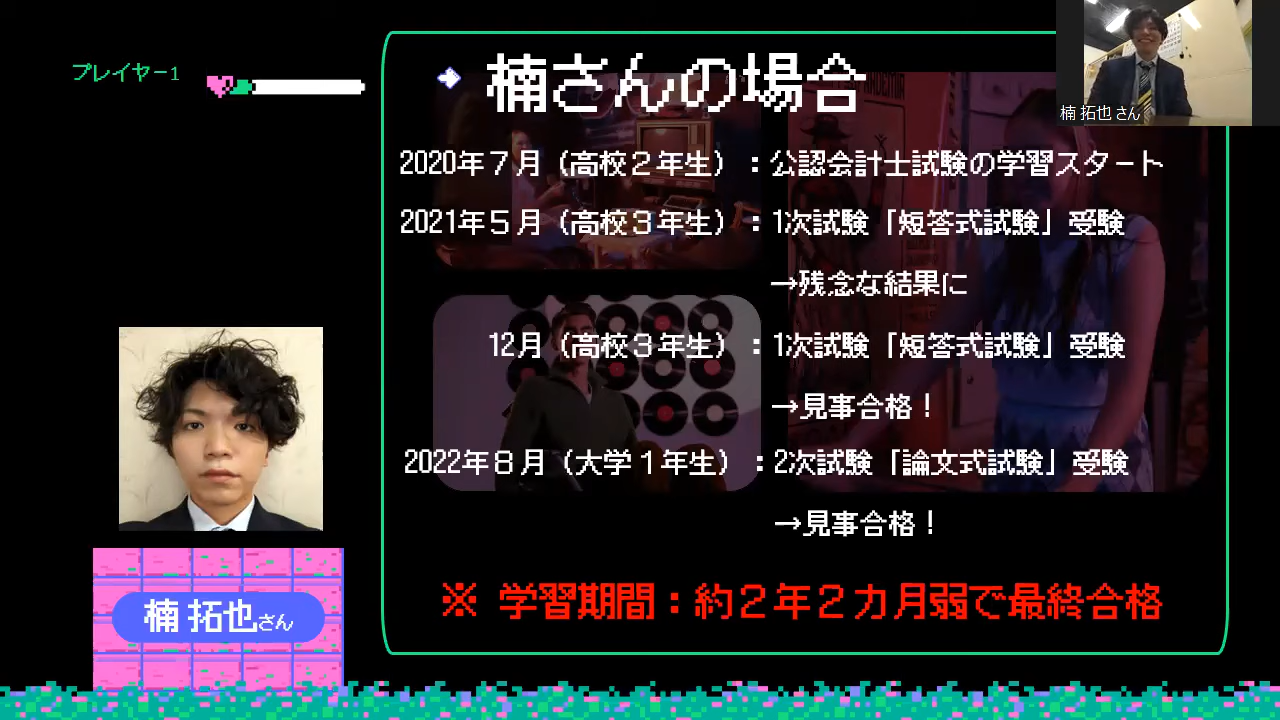 プレイヤー1
楠さんの場合
楠 拓也 さん
2020年７月（高校２年生）：公認会計士試験の学習スタート
2021年５月（高校３年生）：1次試験「短答式試験」受験
→残念な結果に
12月（高校３年生）：1次試験「短答式試験」受験
→見事合格！
2022年８月（大学１年生）：2次試験「論文式試験」受験
→見事合格！
※ 学習期間：約２年２カ月弱で最終合格
楠 拓也さん